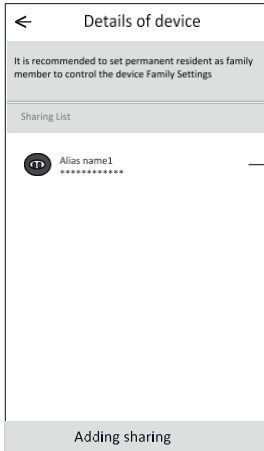 Details of device
It is recommended to set permanent resident as family
member to control the device Family Settings
Sharing List
Alias name1
************
Adding sharing